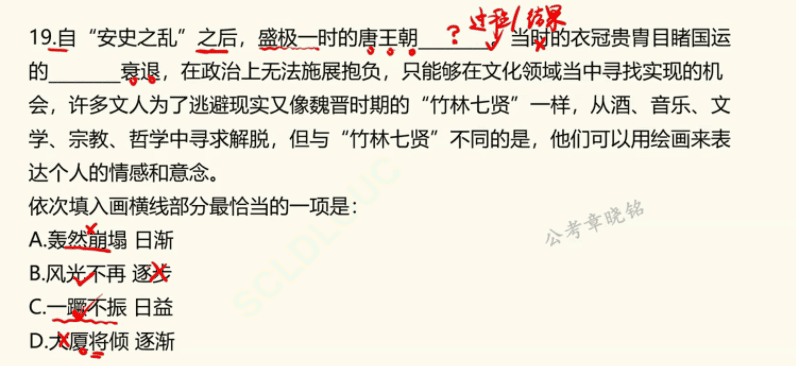 过程/结果
19.自“安史之乱”之后，盛极一时的唐王朝________？，当时的衣冠贵胄目睹国运
的________衰退，在政治上无法施展抱负，只能够在文化领域当中寻找实现的机
会，许多文人为了逃避现实又像魏晋时期的“竹林七贤”一样，从酒、音乐、文
学、宗教、哲学中寻求解脱，但与“竹林七贤”不同的是，他们可以用绘画来表
达个人的情感和意念。
依次填入画横线部分最恰当的一项是：
公考章晓铭
A.轰然崩塌 日渐
B.风光不再 逐步
C.一蹶不振 日益
D.大厦将倾 逐渐